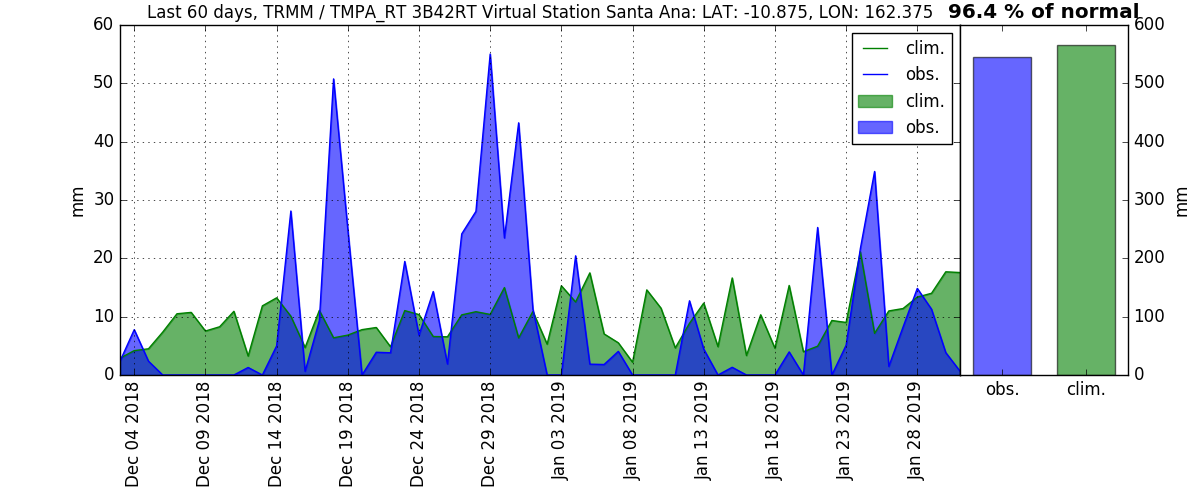 Last 60 days, TRMM / TMPA_RT 3B42RT Virtual Station Santa Ana: LAT: -10.875, LON: 162.375
96.4 % of normal
60
50
40
30
20
10
0
mm
clim.
obs.
clim.
obs.
600
500
400
300
200
100
0
mm
Dec 04 2018
Dec 09 2018
Dec 14 2018
Dec 19 2018
Dec 24 2018
Dec 29 2018
Jan 03 2019
Jan 08 2019
Jan 13 2019
Jan 18 2019
Jan 23 2019
Jan 28 2019
obs.
clim.